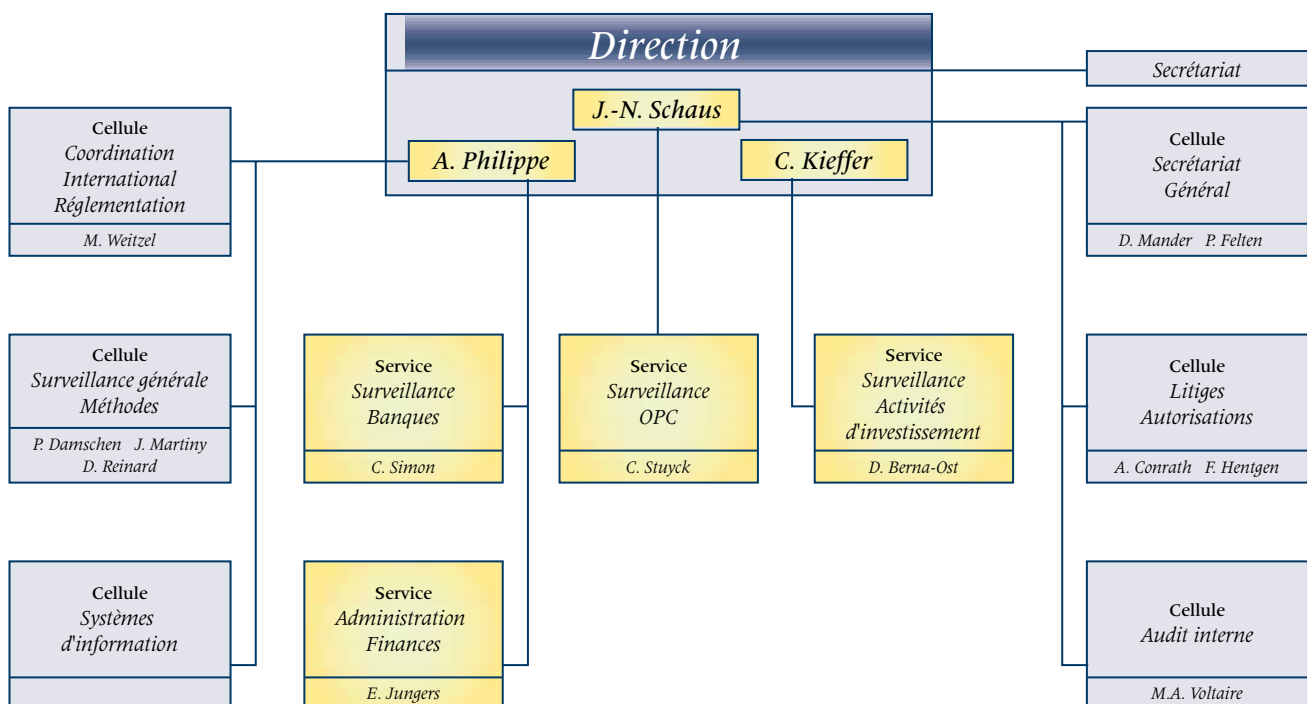 Direction
Secrétariat
J.-N. Schaus
A. Philippe
C. Kieffer
Cellule
Coordination
International
Réglementation
M. Weitzel
Cellule
Secrétariat
Général
D. Mander P. Felten
Cellule
Surveillance générale
Méthodes
P. Damschen J. Martiny
D. Reinard
Service
Surveillance
Banques
C. Simon
Service
Surveillance
OPC
C. Stuyck
Service
Surveillance
Activités
d'investissement
D. Berna-Ost
Cellule
Litiges
Autorisations
A. Conrath F. Hentgen
Cellule
Systèmes
d'information
Service
Administration
Finances
E. Jungers
Cellule
Audit interne
M.A. Voltaire